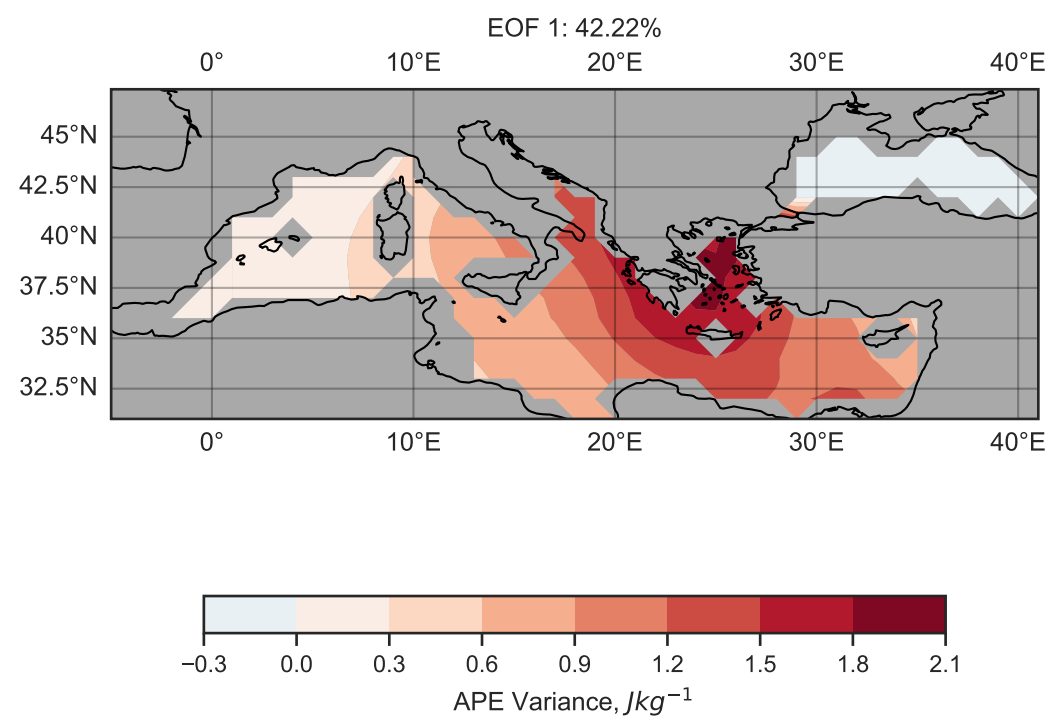 EOF 1: 42.22%
0° 10°E 20°E 30°E 40°E
45°N
42.5°N
40°N
37.5°N
35°N
32.5°N
0° 10°E 20°E 30°E 40°E
−0.3 0.0 0.3 0.6 0.9 1.2 1.5 1.8 2.1
APE Variance, Jkg⁻¹